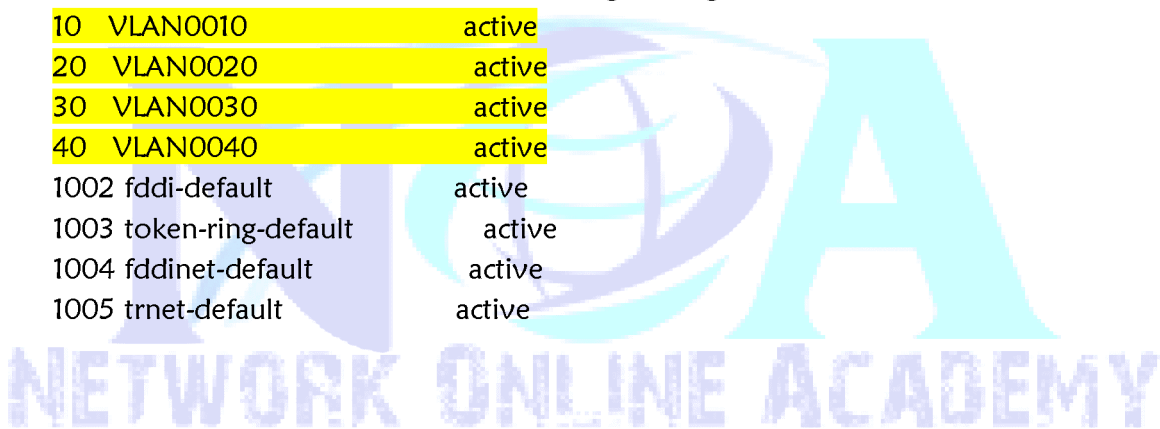 10 VLAN0010 active
20 VLAN0020 active
30 VLAN0030 active
40 VLAN0040 active
1002 fddi-default active
1003 token-ring-default active
1004 fddinet-default active
1005 trnet-default active
NOA
NETWORK ONLINE ACADEMY